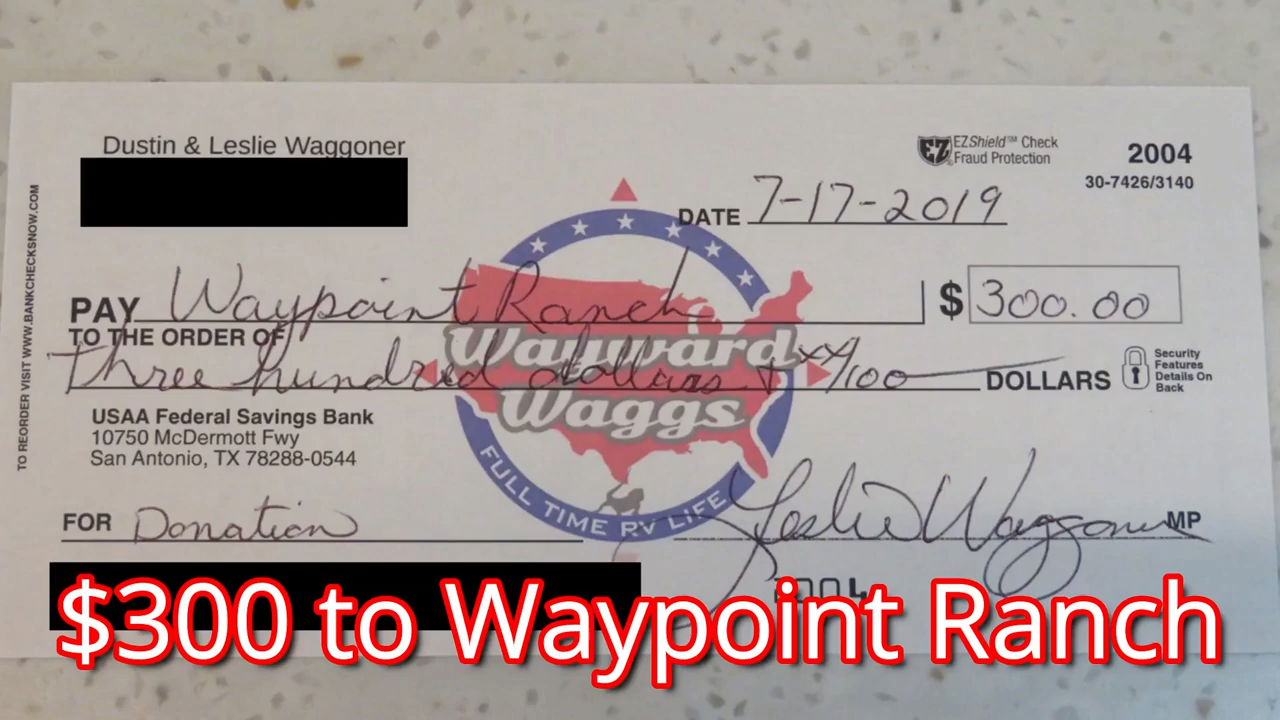 Dustin & Leslie Waggoner
EZ EZShield™ Check
Fraud Protection
2004
30-7426/3140
DATE 7-17-2019
TO REORDER VISIT WWW.BANKCHECKSNOW.COM
PAY Waypoint Ranch $ 300.00
TO THE ORDER OF
Three hundred dollars + xx/100 DOLLARS
Security
Features
Details On
Back
Wayward
Waggs
FULL TIME RV LIFE
USAA Federal Savings Bank
10750 McDermott Fwy
San Antonio, TX 78288-0544
FOR Donation
Leslie Waggoner MP
2004
$300 to Waypoint Ranch